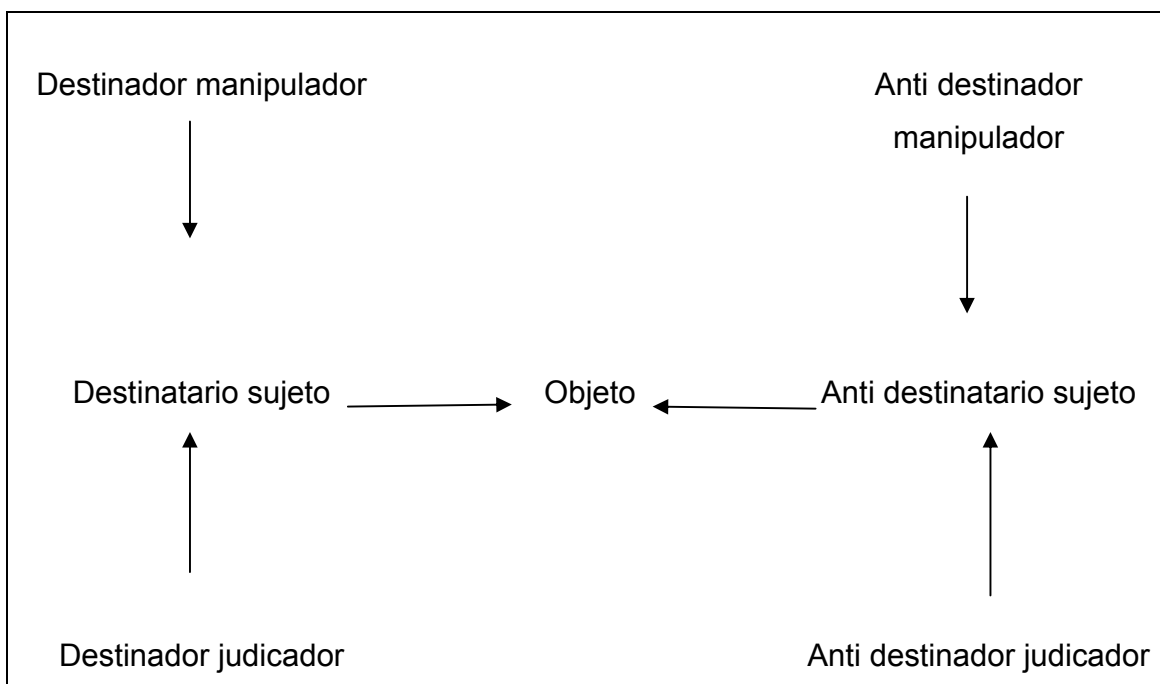 Destinador manipulador
Anti destinador
manipulador
Destinatario sujeto
Objeto
Anti destinatario sujeto
Destinador judicador
Anti destinador judicador